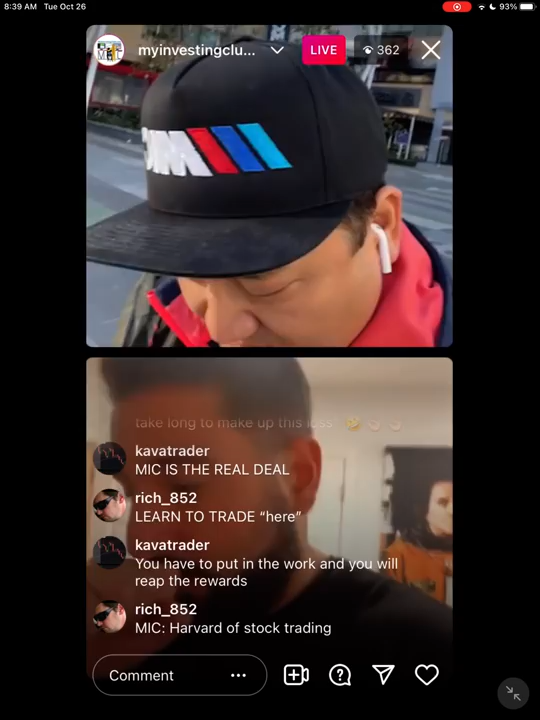 8:39 AM Tue Oct 26
93%
myinvestingclu...
LIVE
362
take long to make up this loss!
kavatrader
MIC IS THE REAL DEAL
rich_852
LEARN TO TRADE “here”
kavatrader
You have to put in the work and you will
reap the rewards
rich_852
MIC: Harvard of stock trading
Comment